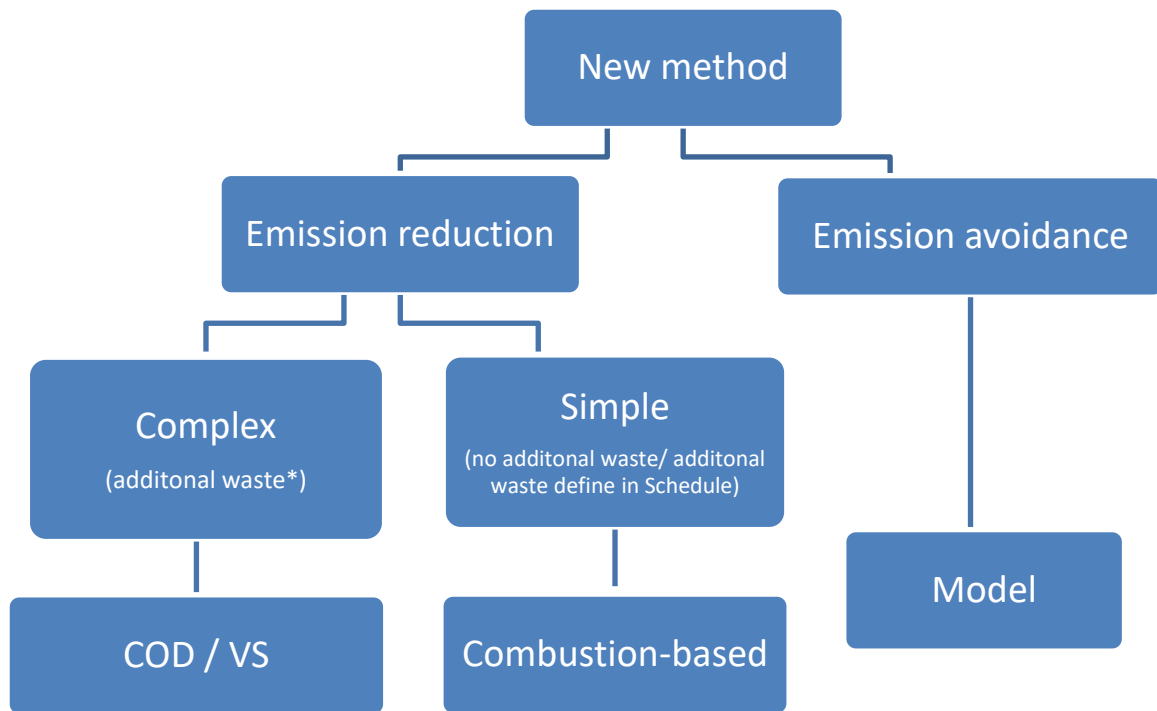 New method
Emission reduction
Emission avoidance
Complex
(additonal waste*)
Simple
(no additonal waste/ additonal
waste define in Schedule)
COD / VS
Combustion-based
Model